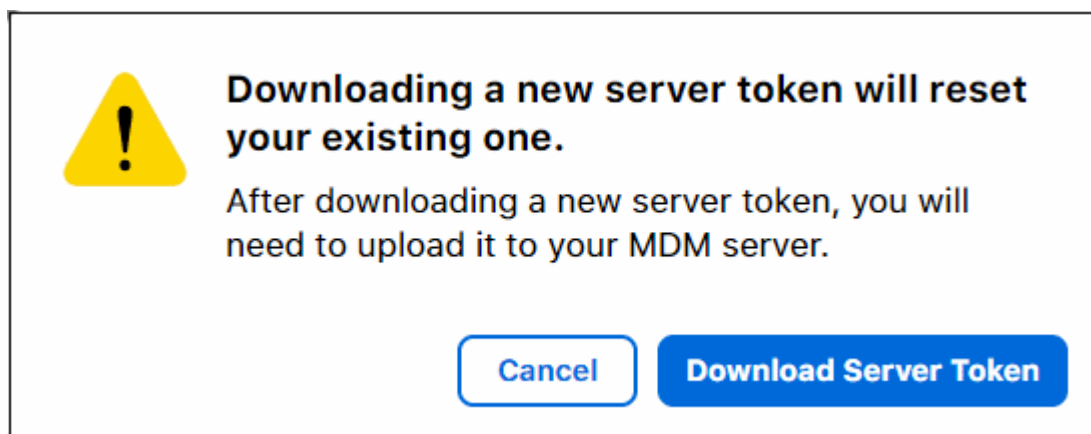 Downloading a new server token will reset
your existing one.
After downloading a new server token, you will
need to upload it to your MDM server.
Cancel
Download Server Token